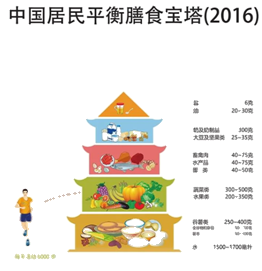 中国居民平衡膳食宝塔(2016)
盐 6克
油 20~30克
奶及奶制品 300克
大豆及坚果类 25~35克
畜禽肉 40~75克
水产品 40~75克
蛋类 40~50克
蔬菜类 300~500克
水果类 200~350克
谷薯类 250~400克
水 1500~1700毫升
每天活动6000步